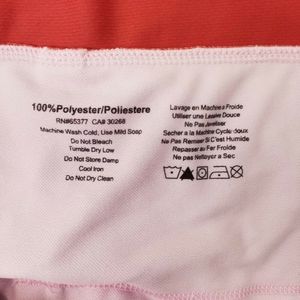 100%Polyester/Poliestere
RN#65377 CA# 30268
Machine Wash Cold, Use Mild Soap
Do Not Bleach
Tumble Dry Low
Do Not Store Damp
Cool Iron
Do Not Dry Clean
Lavage en Machine a Froide
Utiliser une Lessive Douce
Ne Pas Javeliser
Sécher a la Machine Cycle doux
Ne pas Remiser Si C'est Humide
Repasser au Fer Froide
Ne pas Nettoyer a Sec